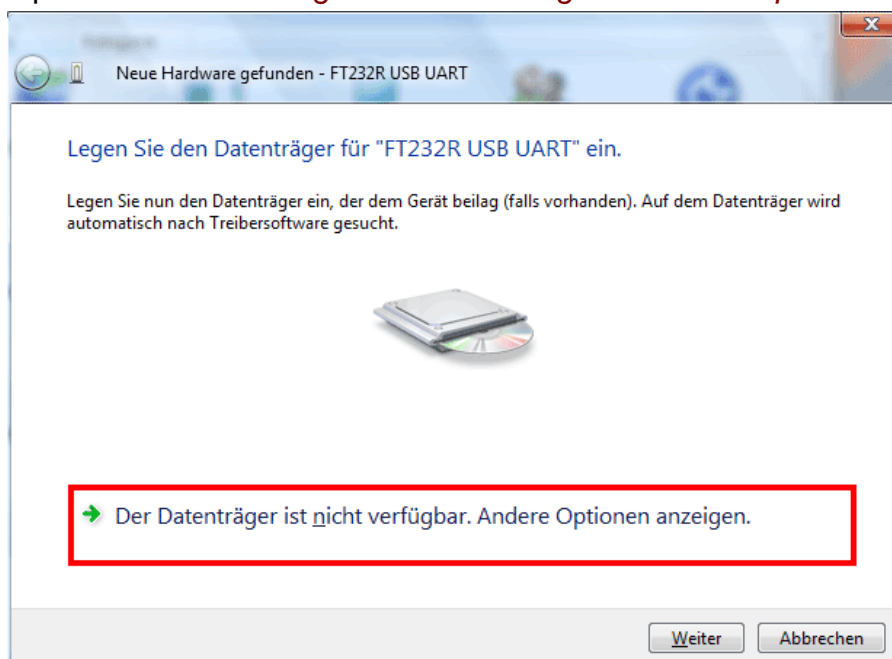 Neue Hardware gefunden - FT232R USB UART
Legen Sie den Datenträger für "FT232R USB UART" ein.
Legen Sie nun den Datenträger ein, der dem Gerät beilag (falls vorhanden). Auf dem Datenträger wird
automatisch nach Treibersoftware gesucht.
Der Datenträger ist nicht verfügbar. Andere Optionen anzeigen.
Weiter Abbrechen